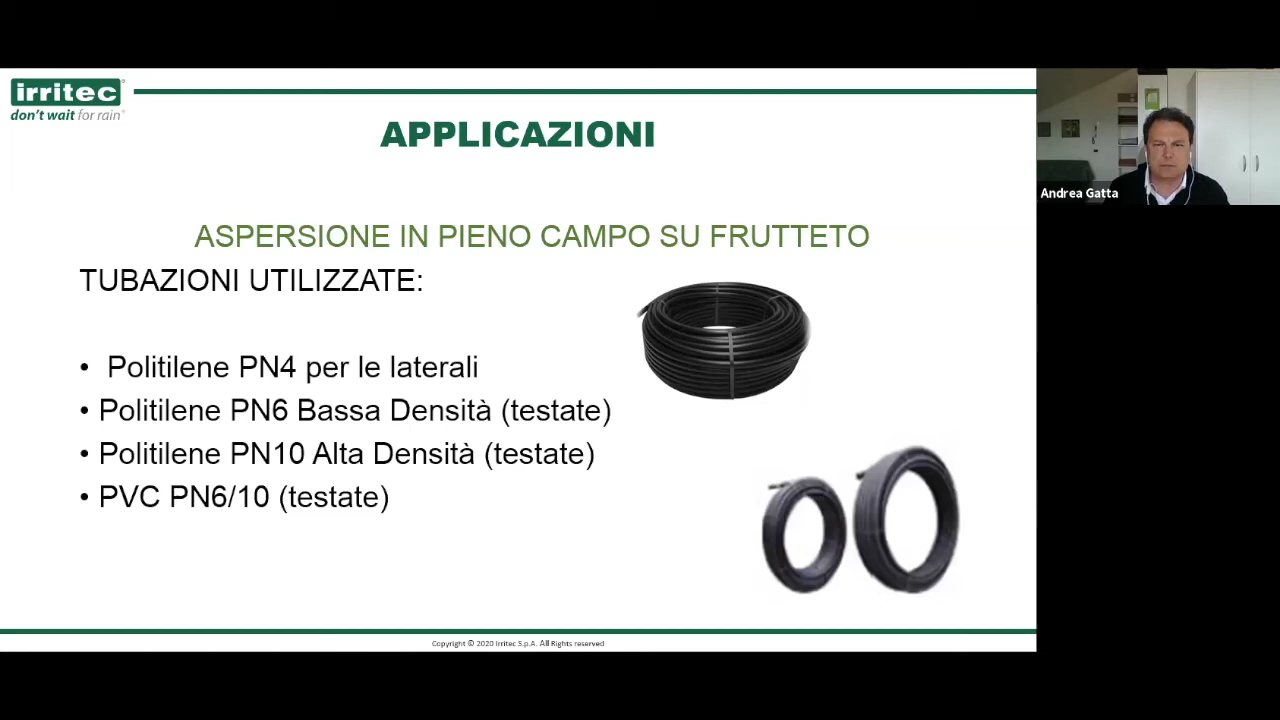 irritec
don't wait for rain®
APPLICAZIONI
ASPERSIONE IN PIENO CAMPO SU FRUTTETO
TUBAZIONI UTILIZZATE:
• Politilene PN4 per le laterali
• Politilene PN6 Bassa Densità (testate)
• Politilene PN10 Alta Densità (testate)
• PVC PN6/10 (testate)
Copyright © 2020 Irritec S.p.A. All Rights reserved
Andrea Gatta